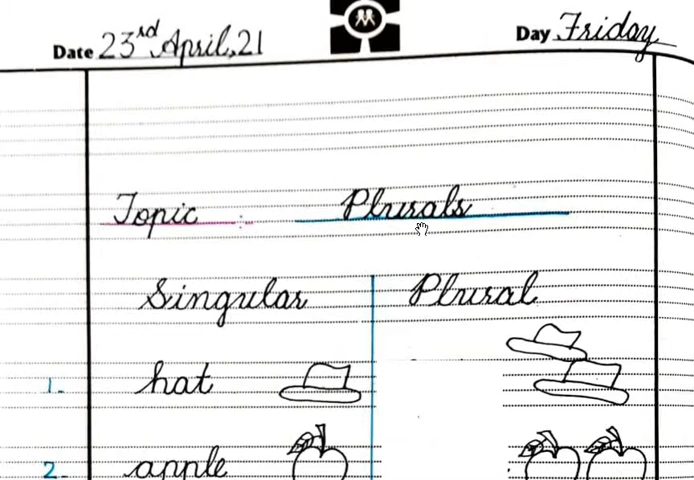 Date 23rd April, 21 Day Friday
Topic : Plurals
Singular Plural
1. hat
2. apple